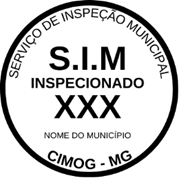 SERVIÇO DE INSPEÇÃO MUNICIPAL
S.I.M
INSPECIONADO
XXX
NOME DO MUNICÍPIO
CIMOG - MG